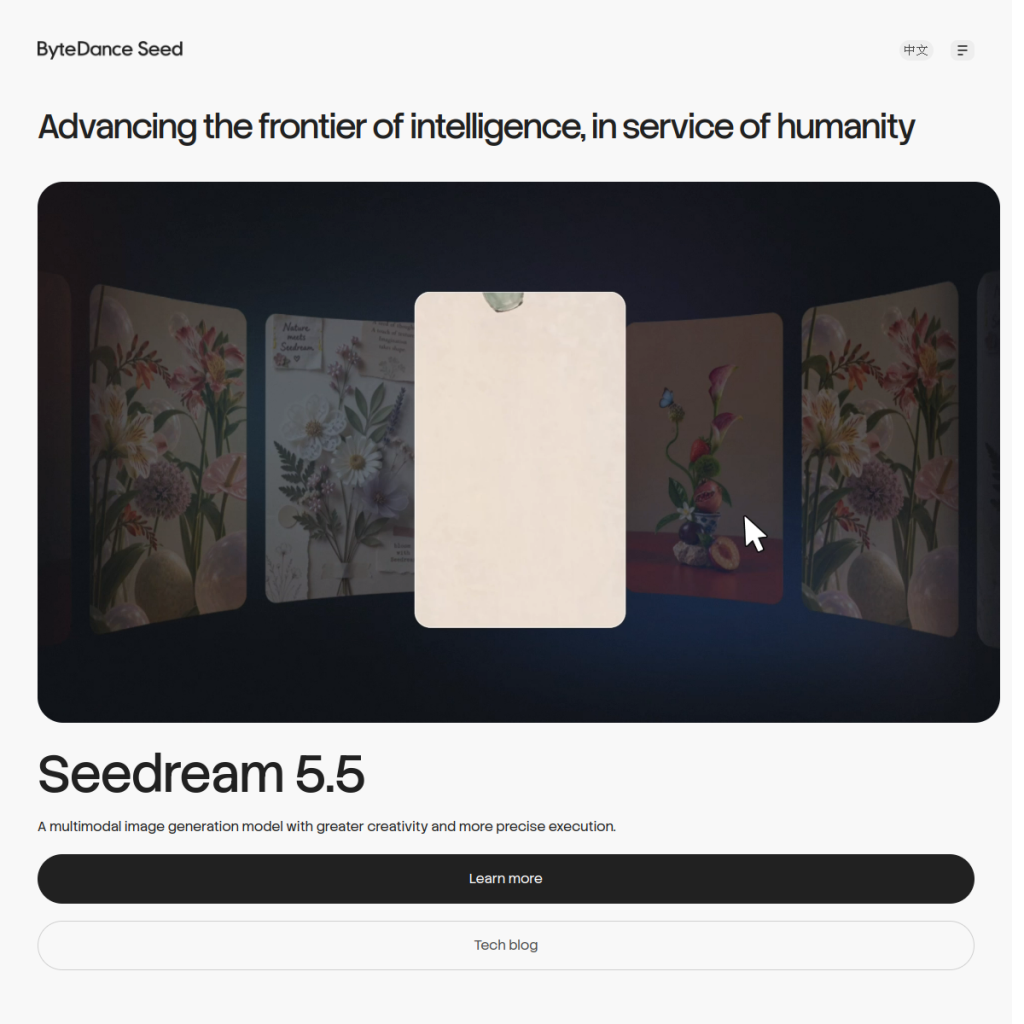 ByteDance Seed
中文
Advancing the frontier of intelligence, in service of humanity
Nature
meets
Seedream
Seedream 5.5
A multimodal image generation model with greater creativity and more precise execution.
Learn more
Tech blog